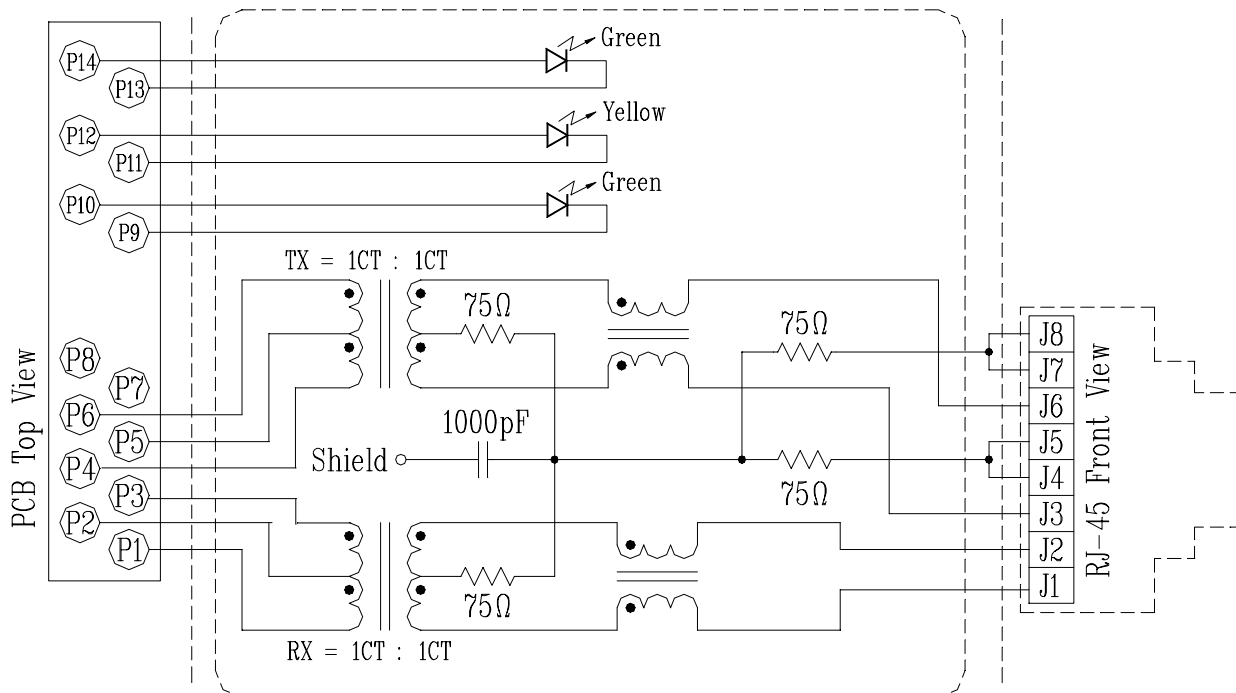 P14
Green
P13
P12
Yellow
P11
P10
Green
P9
TX = 1CT : 1CT
75Ω
75Ω
J8
P8
J7
P7
J6
P6
1000pF
P5
J5
Shield
P4
J4
75Ω
P3
J3
P2
J2
P1
75Ω
J1
RX = 1CT : 1CT
PCB Top View
RJ-45 Front View